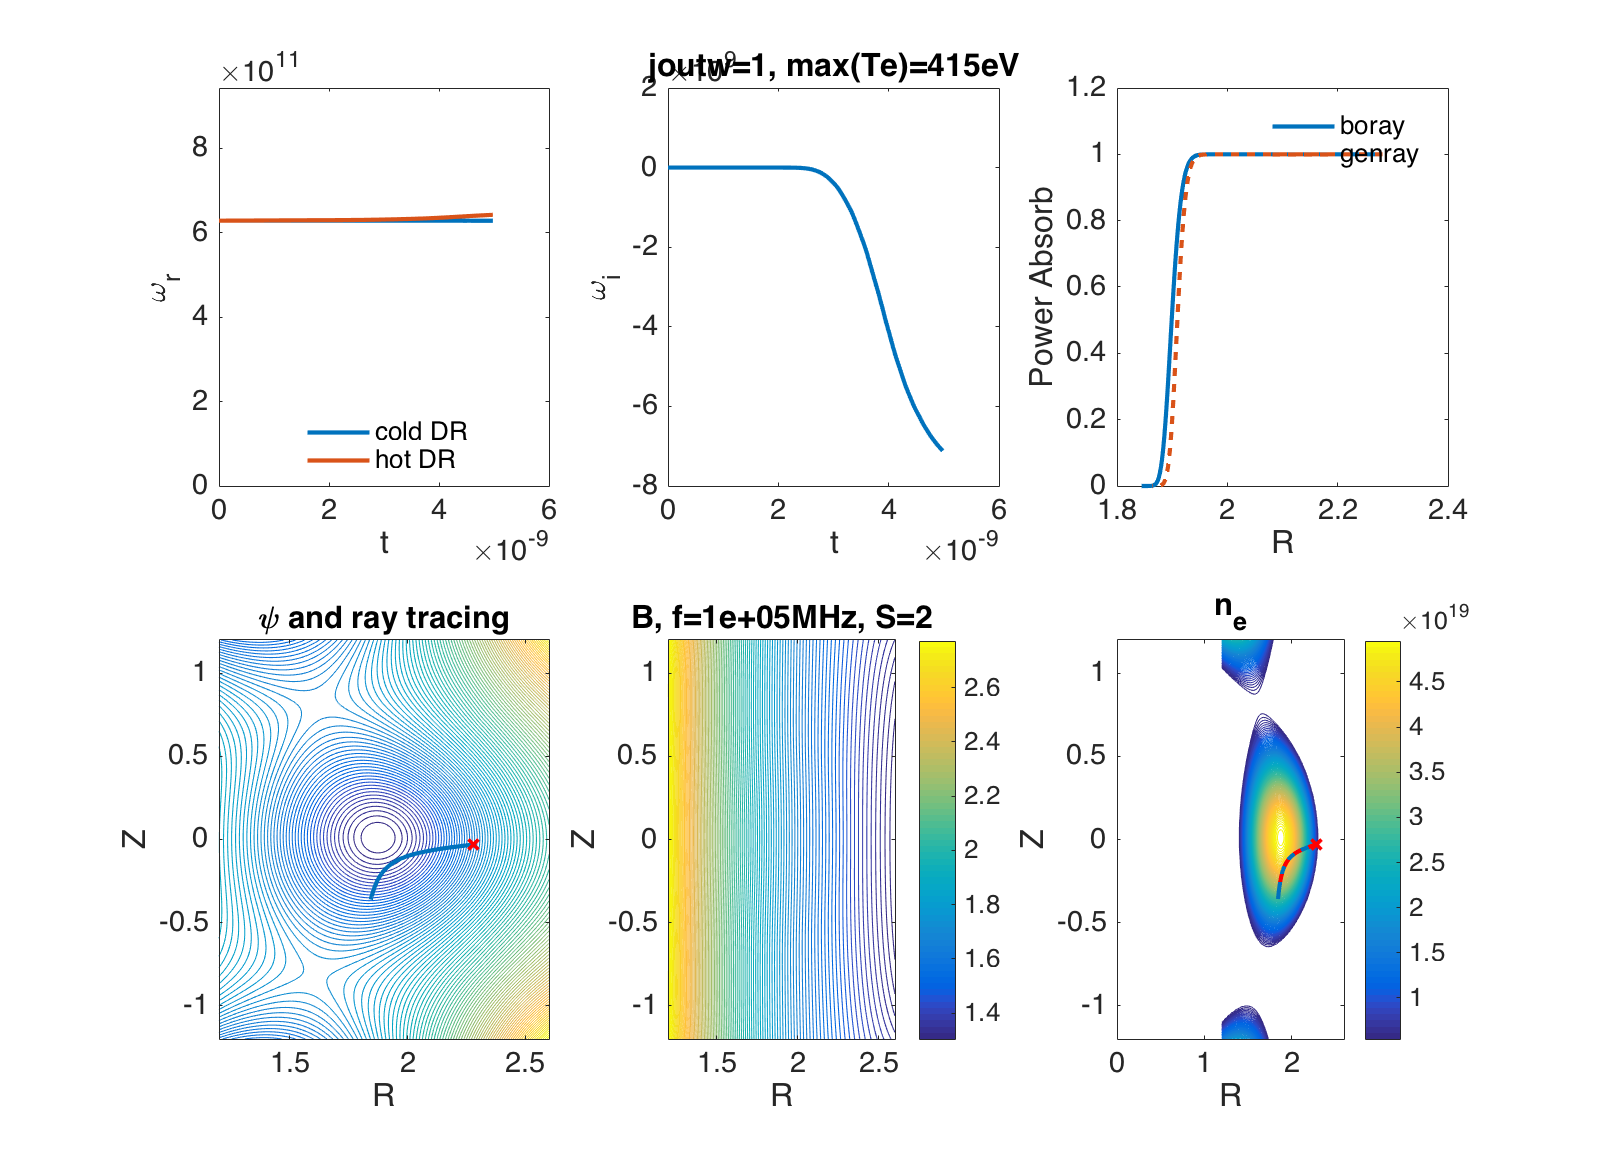 ×10^11
8
6
4
2
0
0 2 4 6
×10^-9
t
ω_r
cold DR
hot DR
joutw=1, max(Te)=415eV
×10^9
2
0
-2
-4
-6
-8
0 2 4 6
×10^-9
t
ω_i
1.2
1
0.8
0.6
0.4
0.2
0
1.8 2 2.2 2.4
R
Power Absorb
boray
genray
ψ and ray tracing
1
0.5
0
-0.5
-1
1.5 2 2.5
R
Z
B, f=1e+05MHz, S=2
1
0.5
0
-0.5
-1
1.5 2 2.5
R
Z
2.6
2.4
2.2
2
1.8
1.6
1.4
n_e
×10^19
1
0.5
0
-0.5
-1
0 1 2
R
Z
4.5
4
3.5
3
2.5
2
1.5
1